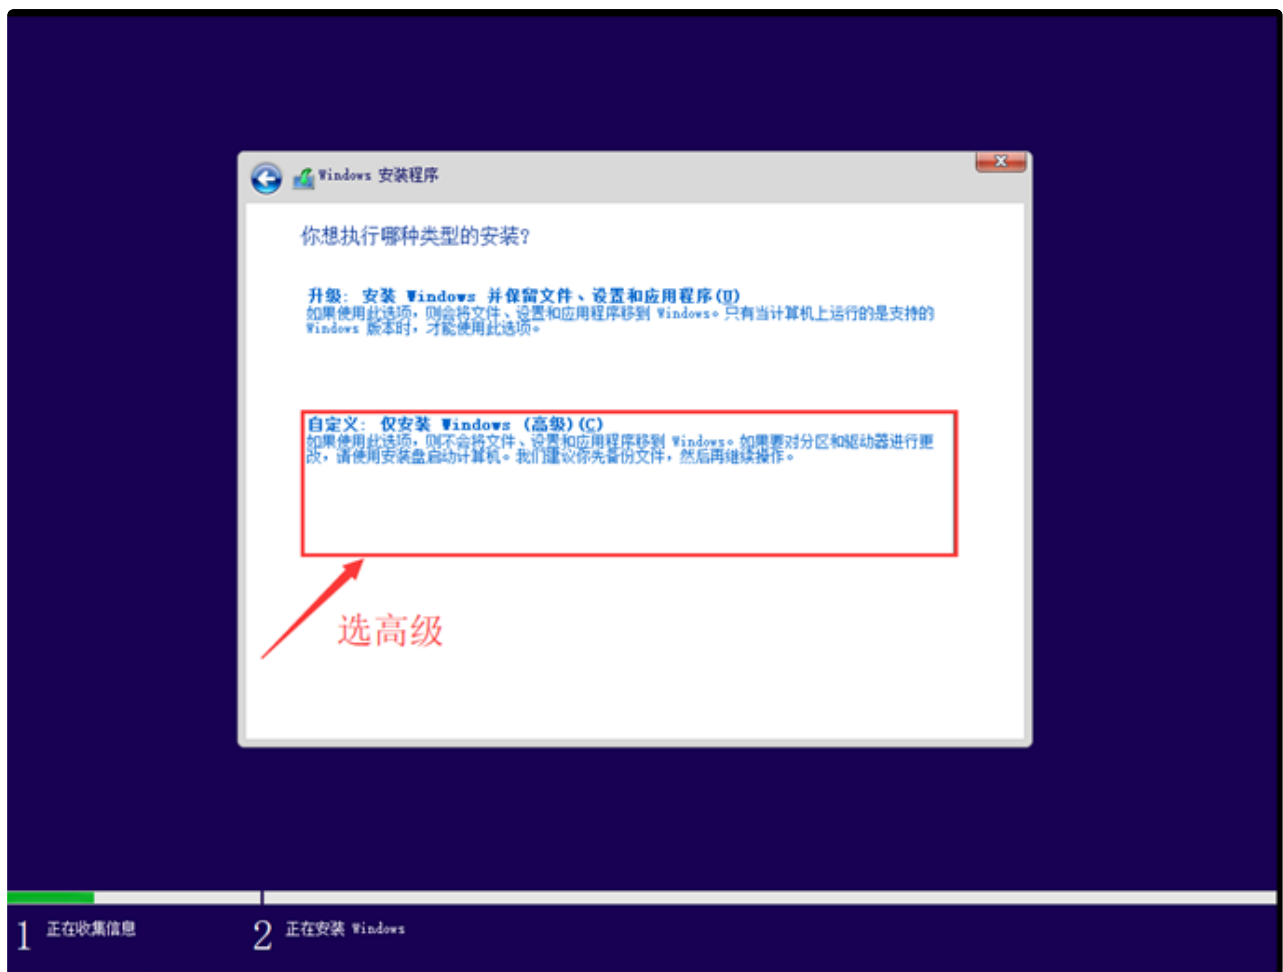 Windows 安装程序
你想执行哪种类型的安装?
升级: 安装 Windows 并保留文件、设置和应用程序(U)
如果使用此选项，则会将文件、设置和应用程序移到 Windows。只有当计算机上运行的是支持的
Windows 版本时，才能使用此选项。
自定义: 仅安装 Windows (高级)(C)
如果使用此选项，则不会将文件、设置和应用程序移到 Windows。如果要对分区和驱动器进行更
改，请使用安装盘启动计算机。我们建议你先备份文件，然后再继续操作。
选高级
1 正在收集信息
2 正在安装 Windows